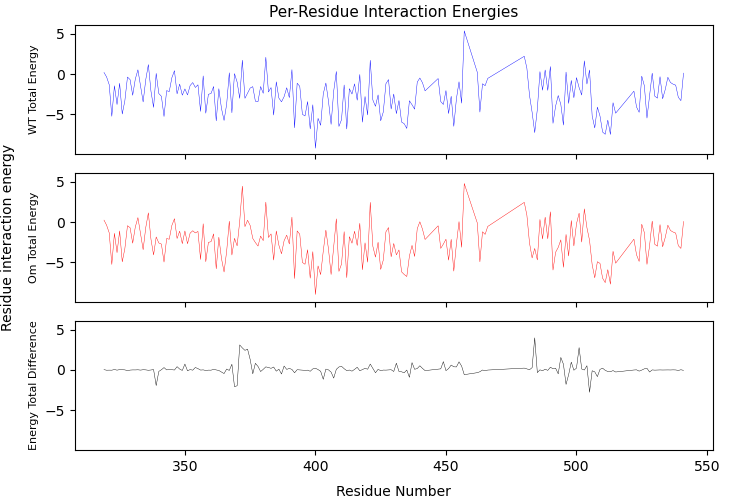 Per-Residue Interaction Energies
Residue interaction energy
WT Total Energy
5
0
−5
Om Total Energy
5
0
−5
Energy Total Difference
5
0
−5
350
400
450
500
550
Residue Number